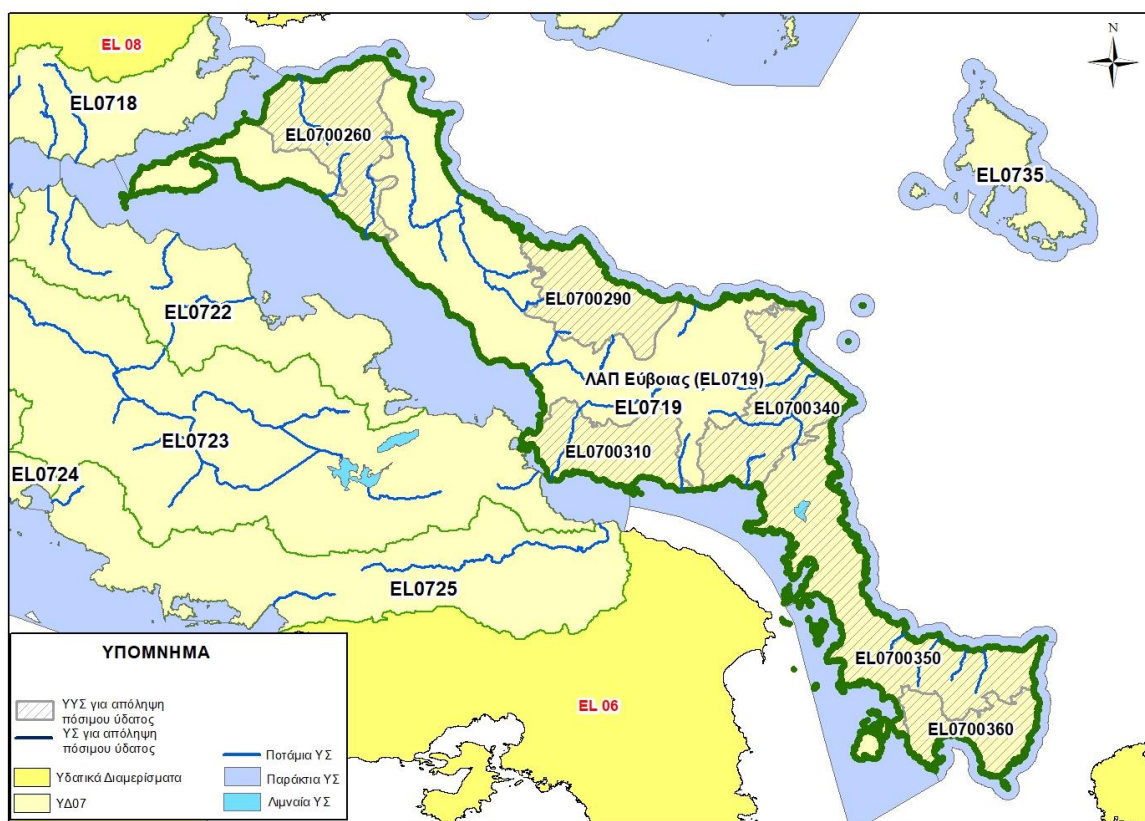 EL 08
N
EL0718
EL0700260
EL0735
EL0722
EL0700290
ΛΑΠ Εύβοιας (EL0719)
EL0719
EL0700340
EL0723
EL0700310
EL0724
EL0725
EL0700350
EL 06
EL0700360
ΥΠΟΜΝΗΜΑ
ΥΥΣ για απόληψη
πόσιμου ύδατος
ΥΣ για απόληψη
πόσιμου ύδατος
Υδατικά Διαμερίσματα
ΥΔ07
Ποτάμια ΥΣ
Παράκτια ΥΣ
Λιμναία ΥΣ